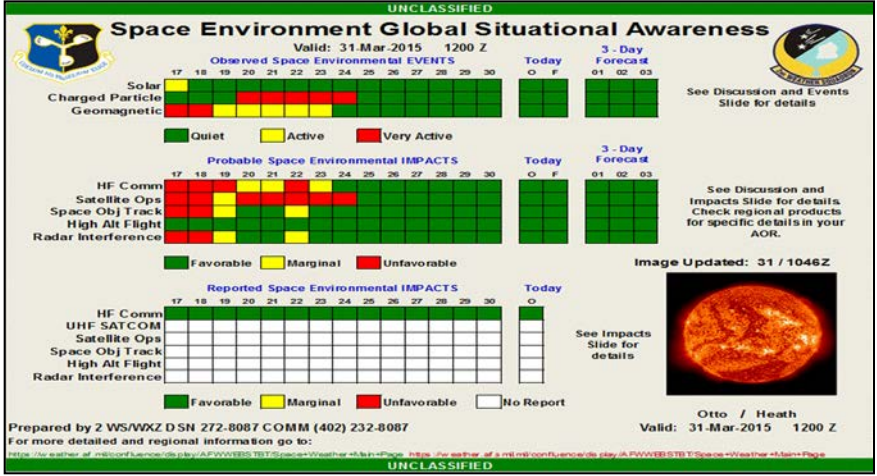 UNCLASSIFIED
Space Environment Global Situational Awareness
Valid: 31-Mar-2015 1200 Z
Observed Space Environmental EVENTS
Today
3 - Day Forecast
17 18 19 20 21 22 23 24 25 26 27 28 29 30
O F
01 02 03
Solar
Charged Particle
Geomagnetic
See Discussion and Events
Slide for details
Quiet Active Very Active
Probable Space Environmental IMPACTS
Today
3 - Day Forecast
17 18 19 20 21 22 23 24 25 26 27 28 29 30
O F
01 02 03
HF Comm
Satellite Ops
Space Obj Track
High Alt Flight
Radar Interference
See Discussion and
Impacts Slide for details.
Check regional products
for specific details in your
AOR.
Favorable Marginal Unfavorable
Image Updated: 31 / 1046Z
Reported Space Environmental IMPACTS
Today
17 18 19 20 21 22 23 24 25 26 27 28 29 30
O
HF Comm
UHF SATCOM
Satellite Ops
Space Obj Track
High Alt Flight
Radar Interference
See Impacts
Slide for
details
Favorable Marginal Unfavorable No Report
Otto / Heath
Prepared by 2 WS/WXZ DSN 272-8087 COMM (402) 232-8087
Valid: 31-Mar-2015 1200 Z
For more detailed and regional information go to:
UNCLASSIFIED